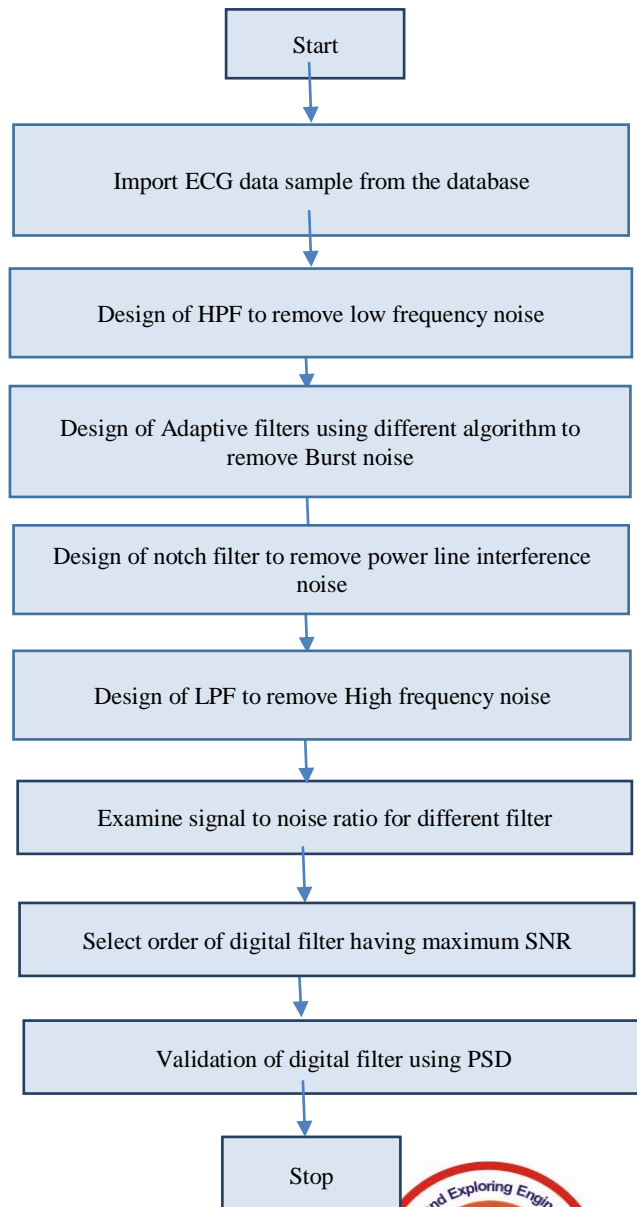 Start
Import ECG data sample from the database
Design of HPF to remove low frequency noise
Design of Adaptive filters using different algorithm to
remove Burst noise
Design of notch filter to remove power line interference
noise
Design of LPF to remove High frequency noise
Examine signal to noise ratio for different filter
Select order of digital filter having maximum SNR
Validation of digital filter using PSD
Stop
Exploring